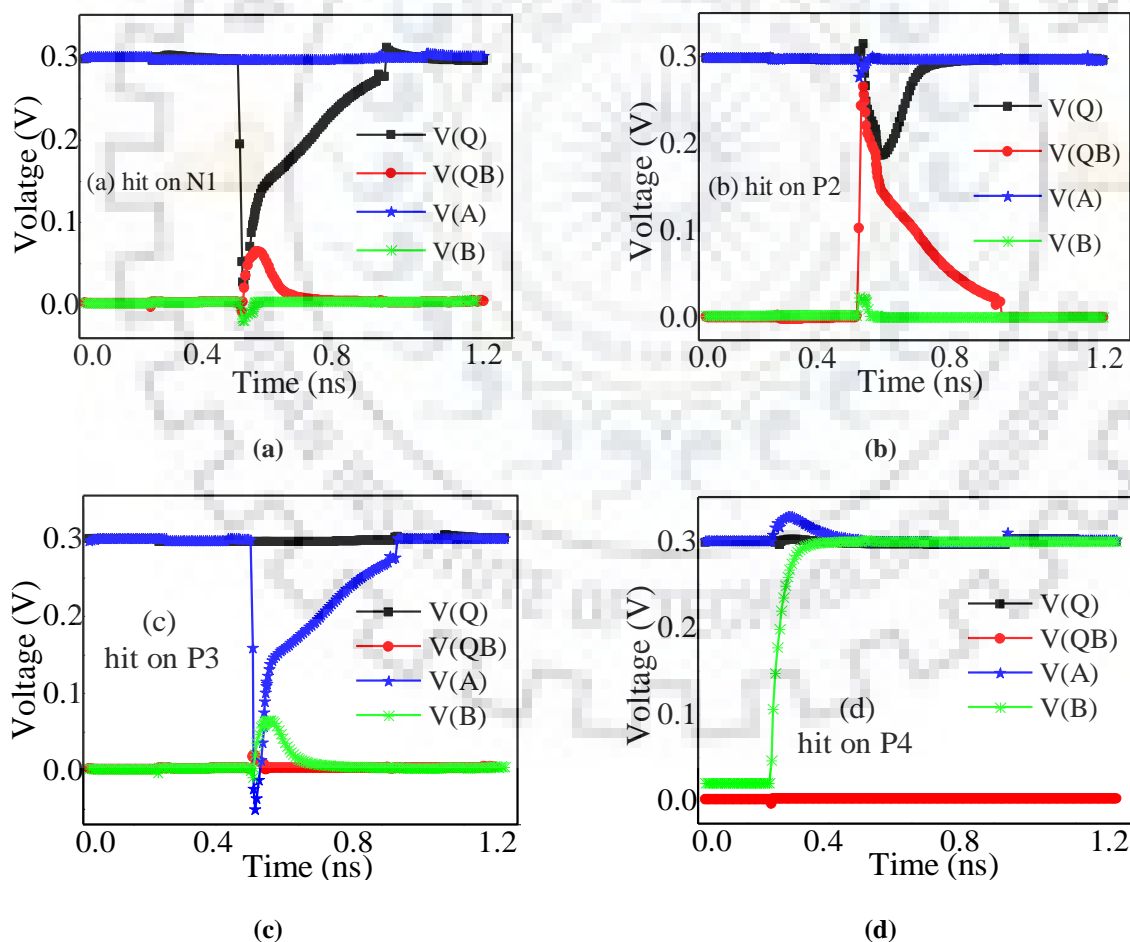 0.3
0.2
0.1
0.0
Volatge (V)
(a) hit on N1
V(Q)
V(QB)
V(A)
V(B)
0.0 0.4 0.8 1.2
Time (ns)
(a)
0.3
0.2
0.1
0.0
Voltage (V)
(b) hit on P2
V(Q)
V(QB)
V(A)
V(B)
0.0 0.4 0.8 1.2
Time (ns)
(b)
0.3
0.2
0.1
0.0
Voltage (V)
(c)
hit on P3
V(Q)
V(QB)
V(A)
V(B)
0.0 0.4 0.8 1.2
Time (ns)
(c)
0.3
0.2
0.1
0.0
Voltage (V)
V(Q)
V(QB)
V(A)
V(B)
(d)
hit on P4
0.0 0.4 0.8 1.2
Time (ns)
(d)